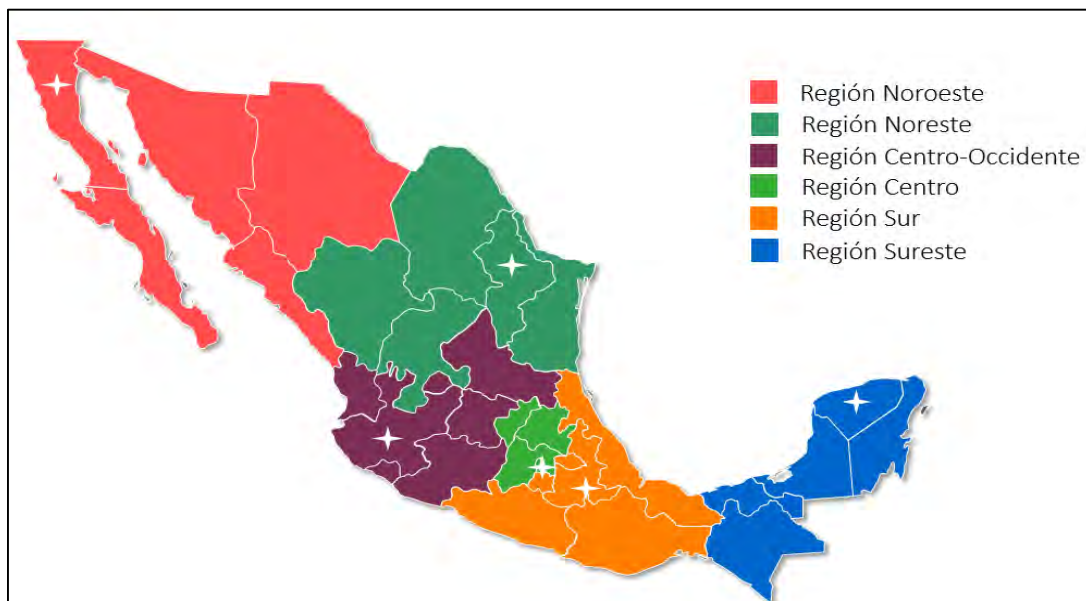 Región Noroeste
Región Noreste
Región Centro-Occidente
Región Centro
Región Sur
Región Sureste